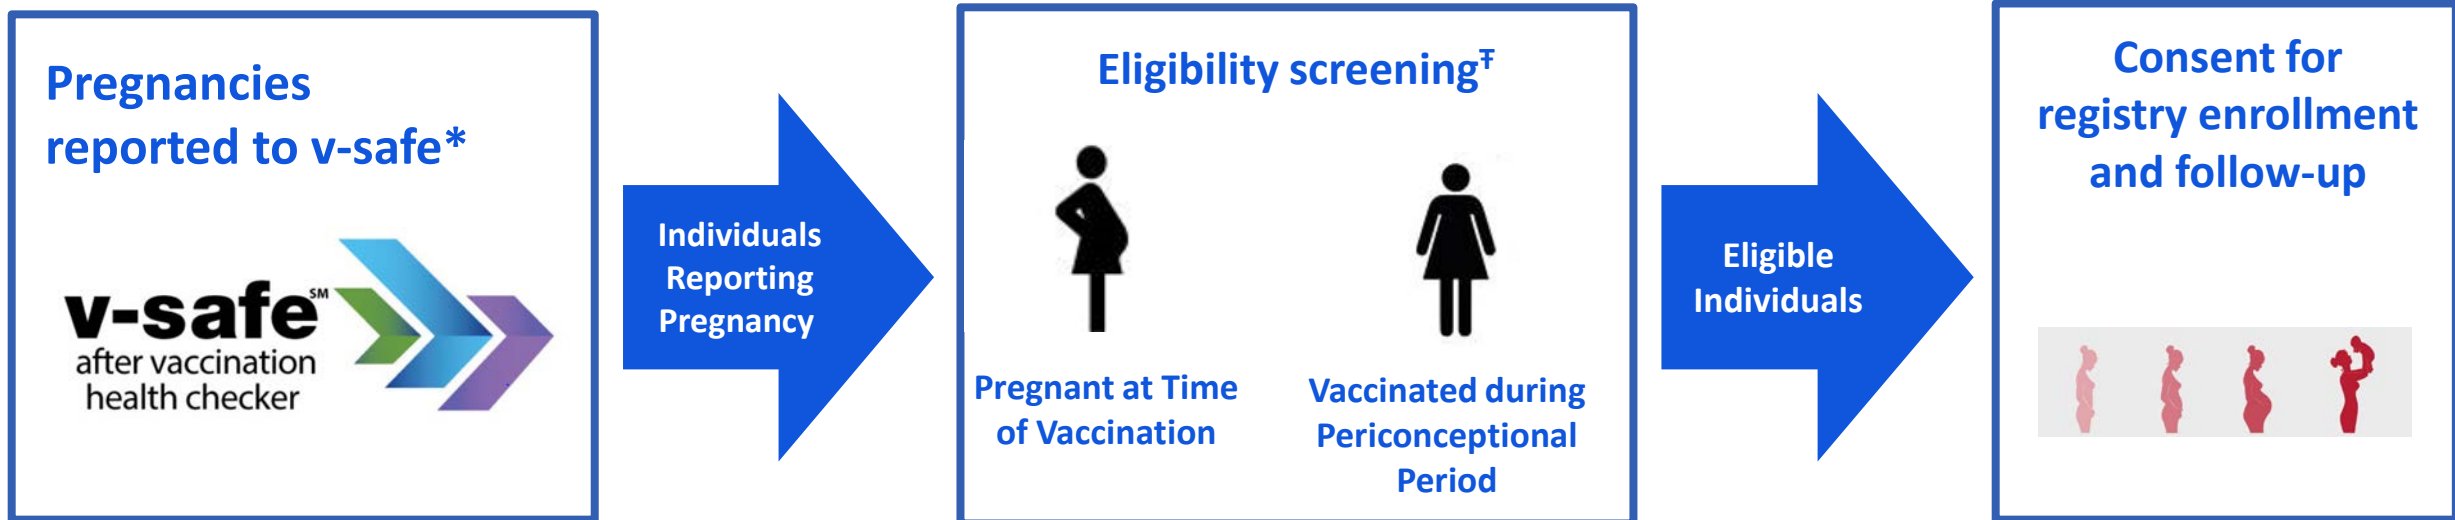 Pregnancies
reported to v-safe*
v-safe℠
after vaccination
health checker
Individuals
Reporting
Pregnancy
Eligibility screening⸆
Pregnant at Time
of Vaccination
Vaccinated during
Periconceptional
Period
Eligible
Individuals
Consent for
registry enrollment
and follow-up